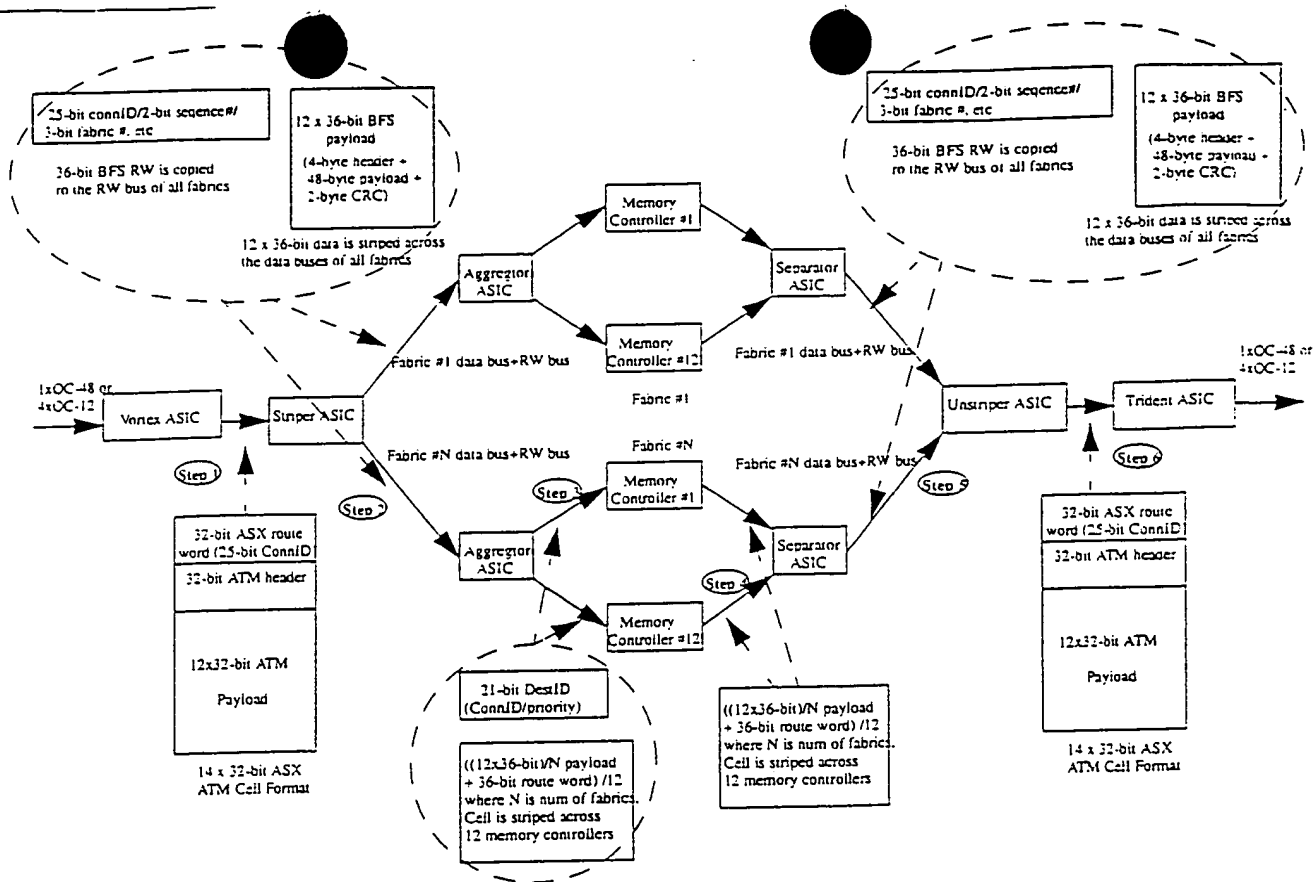 25-bit connID/2-bit seqence#/
3-bit fabric #, etc
36-bit BFS RW is copied
to the RW bus of all fabrics
12 x 36-bit BFS
payload
(4-byte header +
48-byte payload +
2-byte CRC)
12 x 36-bit data is striped across
the data buses of all fabrics
25-bit connID/2-bit seqence#/
3-bit fabric #, etc
36-bit BFS RW is copied
to the RW bus of all fabrics
12 x 36-bit BFS
payload
(4-byte header +
48-byte payload +
2-byte CRC)
12 x 36-bit data is striped across
the data buses of all fabrics
Memory
Controller #1
Aggregtor
ASIC
Separator
ASIC
Memory
Controller #12
Fabric #1 data bus+RW bus
Fabric #1 data bus+RW bus
Fabric #1
1xOC-48 or
4xOC-12
Vortex ASIC
Striper ASIC
Unstriper ASIC
Trident ASIC
1xOC-48 or
4xOC-12
Fabric #N data bus+RW bus
Fabric #N
Fabric #N data bus+RW bus
Step 1
Step 2
Step 3
Memory
Controller #1
Step 5
Step 6
Aggregtor
ASIC
Separator
ASIC
Step 4
Memory
Controller #12
32-bit ASX route
word (25-bit ConnID
32-bit ATM header
12x32-bit ATM
Payload
14 x 32-bit ASX
ATM Cell Format
21-bit DestID
(ConnID/priority)
((12x36-bit)/N payload
+ 36-bit route word) /12
where N is num of fabrics.
Cell is striped across
12 memory controllers
((12x36-bit)/N payload
+ 36-bit route word) /12
where N is num of fabrics.
Cell is striped across
12 memory controllers
32-bit ASX route
word (25-bit ConnID
32-bit ATM header
12x32-bit ATM
Payload
14 x 32-bit ASX
ATM Cell Format